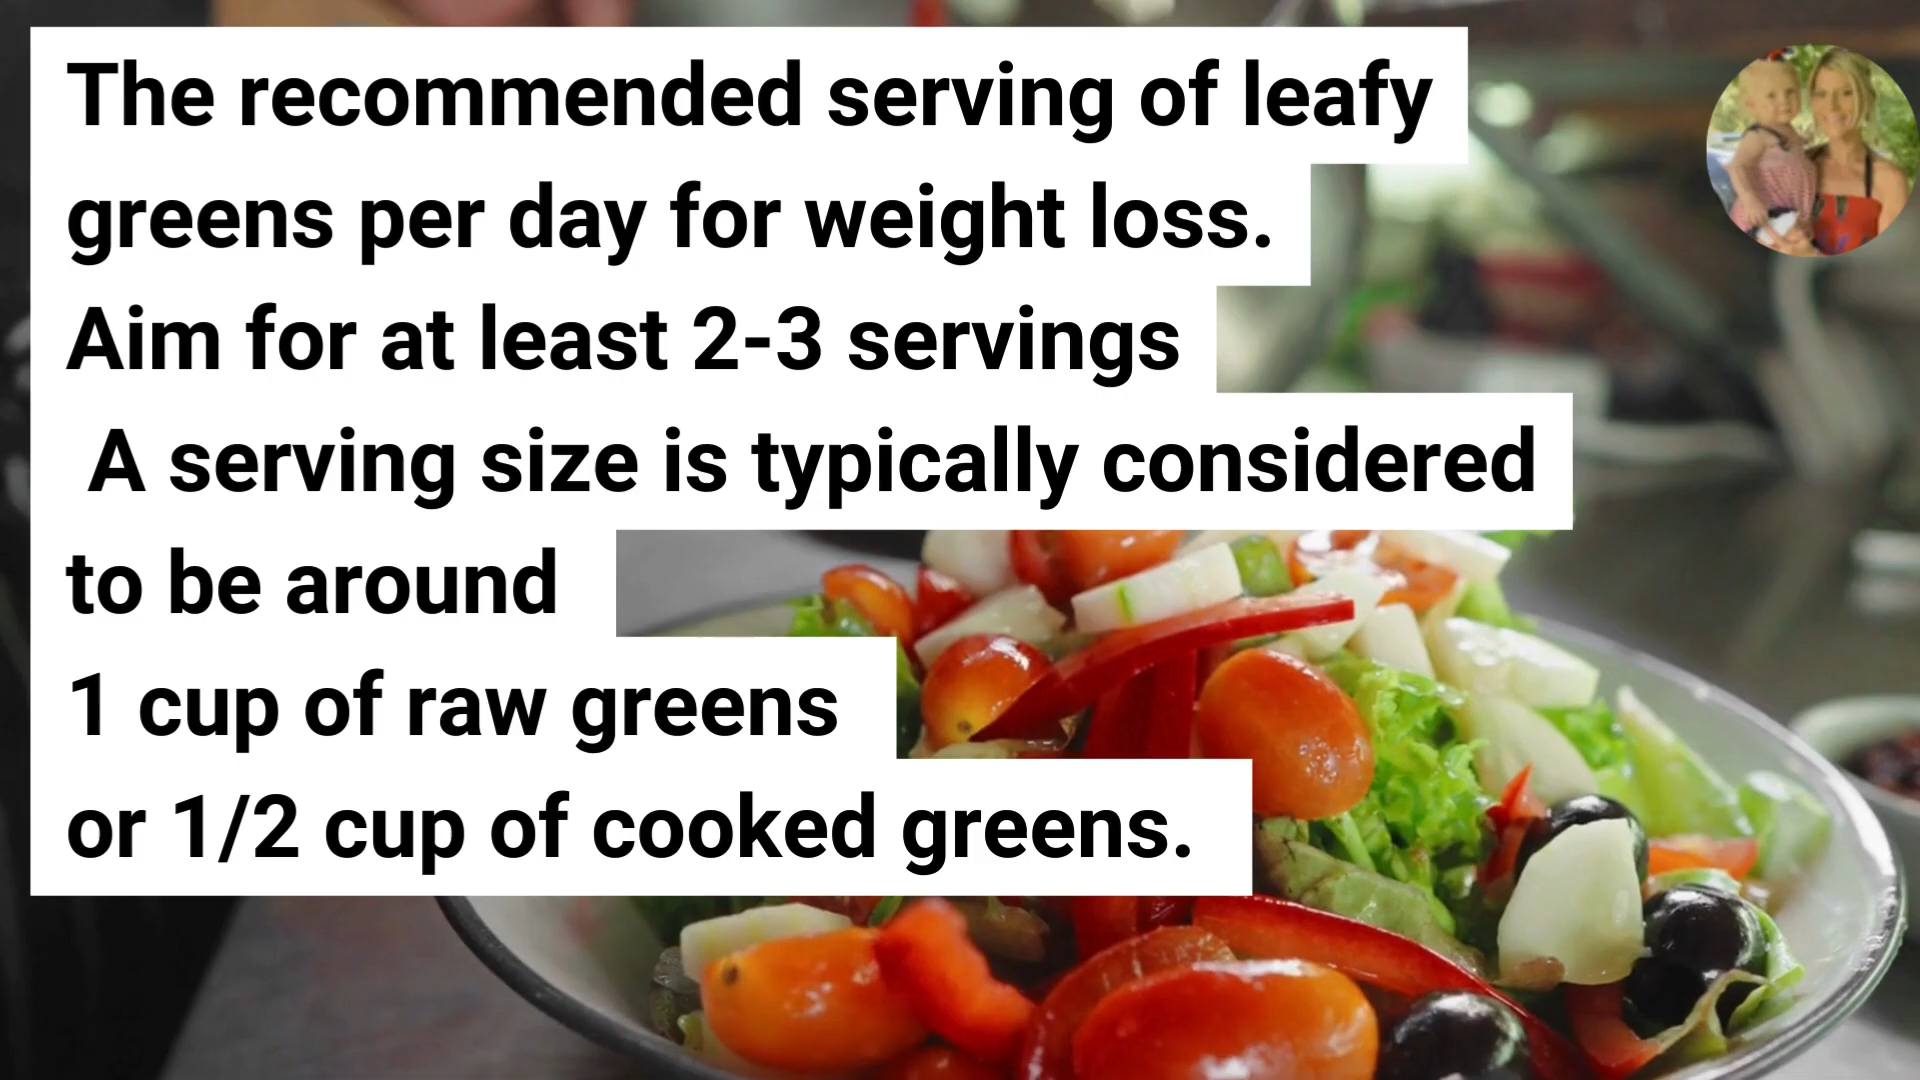 The recommended serving of leafy
greens per day for weight loss.
Aim for at least 2-3 servings
A serving size is typically considered
to be around
1 cup of raw greens
or 1/2 cup of cooked greens.